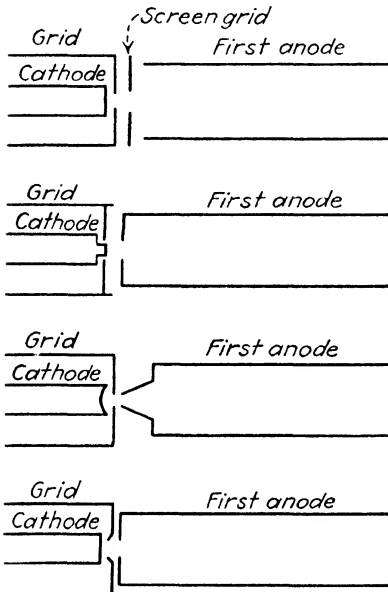 Screen grid
Grid
First anode
Cathode
Grid
First anode
Cathode
Grid
First anode
Cathode
Grid
First anode
Cathode